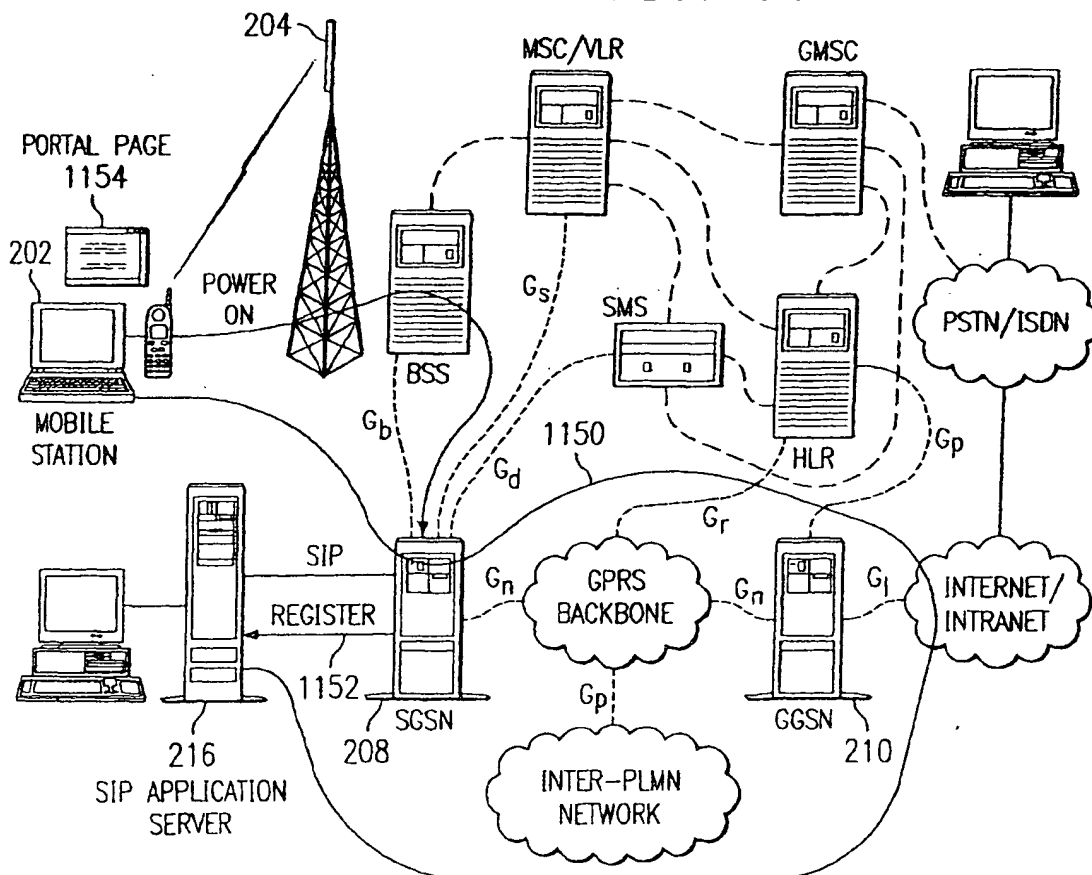 204
MSC/VLR
GMSC
PORTAL PAGE
1154
202
POWER
ON
BSS
Gs
SMS
PSTN/ISDN
MOBILE
STATION
Gb
Gd
1150
HLR
Gp
Gr
SIP
REGISTER
1152
Gn
GPRS
BACKBONE
Gn
Gi
INTERNET/
INTRANET
216
SIP APPLICATION
SERVER
208
SGSN
Gp
GGSN
210
INTER-PLMN
NETWORK